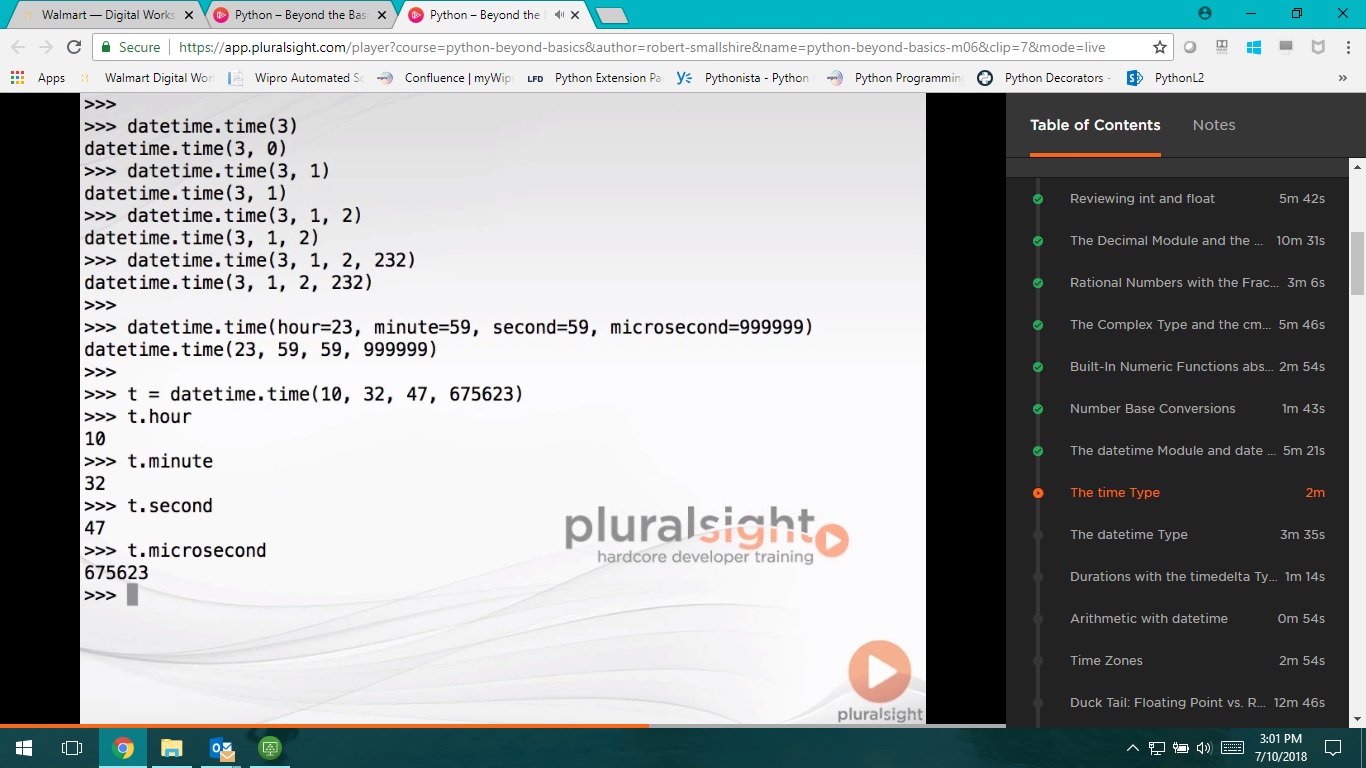 Walmart — Digital Works
Python – Beyond the Basi
Python – Beyond the
Secure
https://app.pluralsight.com/player?course=python-beyond-basics&author=robert-smallshire&name=python-beyond-basics-m06&clip=7&mode=live
Apps
Walmart Digital Wor
Wipro Automated Sc
Confluence | myWip
LFD
Python Extension Pa
Pythonista - Python
Python Programming
Python Decorators -
PythonL2
»
>>>
>>> datetime.time(3)
datetime.time(3, 0)
>>> datetime.time(3, 1)
datetime.time(3, 1)
>>> datetime.time(3, 1, 2)
datetime.time(3, 1, 2)
>>> datetime.time(3, 1, 2, 232)
datetime.time(3, 1, 2, 232)
>>>
>>> datetime.time(hour=23, minute=59, second=59, microsecond=999999)
datetime.time(23, 59, 59, 999999)
>>>
>>> t = datetime.time(10, 32, 47, 675623)
>>> t.hour
10
>>> t.minute
32
>>> t.second
47
>>> t.microsecond
675623
>>>
pluralsight
hardcore developer training
pluralsight
Table of Contents
Notes
Reviewing int and float 5m 42s
The Decimal Module and the ... 10m 31s
Rational Numbers with the Frac... 3m 6s
The Complex Type and the cm... 5m 46s
Built-In Numeric Functions abs... 2m 54s
Number Base Conversions 1m 43s
The datetime Module and date ... 5m 21s
The time Type 2m
The datetime Type 3m 35s
Durations with the timedelta Ty... 1m 14s
Arithmetic with datetime 0m 54s
Time Zones 2m 54s
Duck Tail: Floating Point vs. R... 12m 46s
3:01 PM
7/10/2018